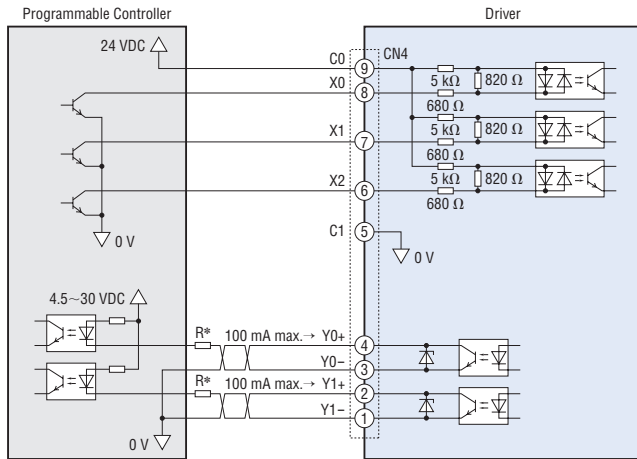 Programmable Controller
Driver
24 VDC
C0
CN4
9
5 kΩ
820 Ω
X0
8
680 Ω
5 kΩ
820 Ω
X1
7
680 Ω
5 kΩ
820 Ω
X2
6
680 Ω
C1
5
0 V
0 V
4.5~30 VDC
R*
100 mA max.→
Y0+
4
Y0−
3
R*
100 mA max.→
Y1+
2
Y1−
1
0 V